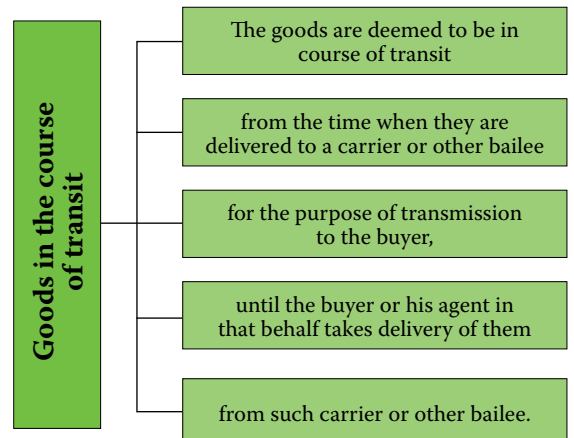 Goods in the course
of transit
The goods are deemed to be in
course of transit
from the time when they are
delivered to a carrier or other bailee
for the purpose of transmission
to the buyer,
until the buyer or his agent in
that behalf takes delivery of them
from such carrier or other bailee.